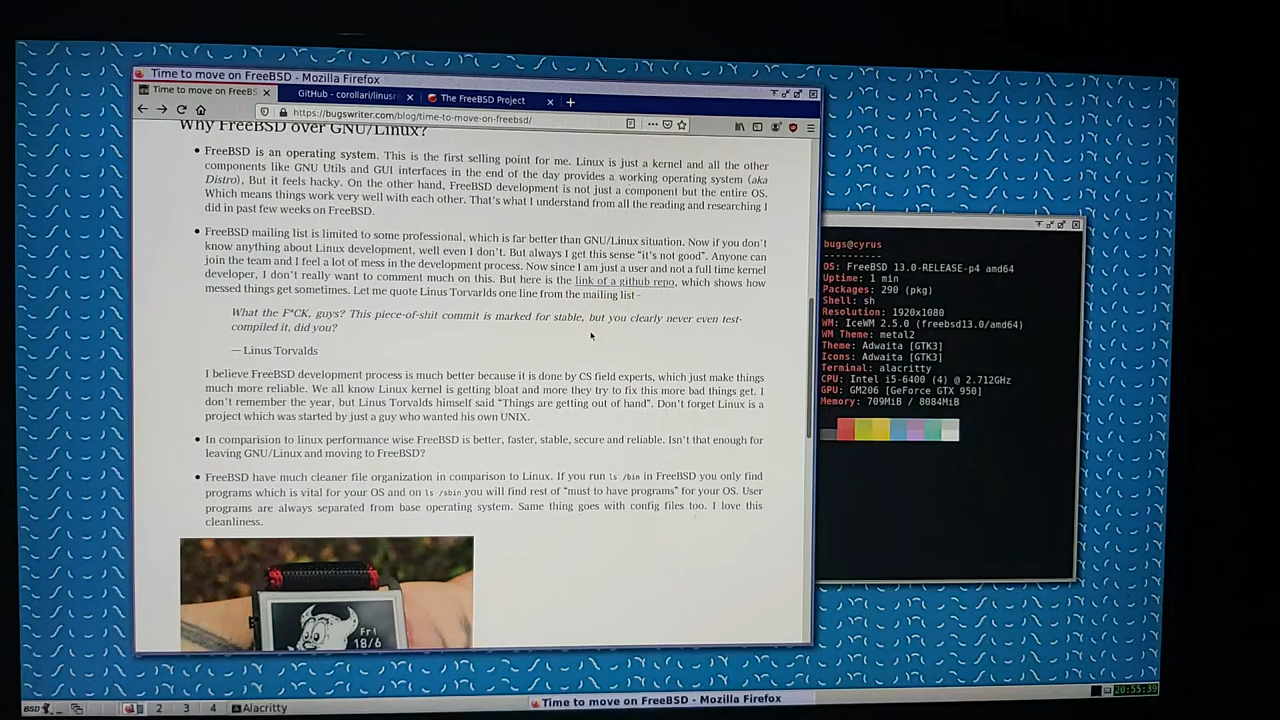 Time to move on FreeBSD - Mozilla Firefox
Time to move on FreeBS
GitHub - corollari/linusr
The FreeBSD Project
https://bugswriter.com/blog/time-to-move-on-freebsd/
Why FreeBSD over GNU/Linux?
FreeBSD is an operating system. This is the first selling point for me. Linux is just a kernel and all the other
components like GNU Utils and GUI interfaces in the end of the day provides a working operating system (aka
Distro), But it feels hacky. On the other hand, FreeBSD development is not just a component but the entire OS.
Which means things work very well with each other. That's what I understand from all the reading and researching I
did in past few weeks on FreeBSD.
FreeBSD mailing list is limited to some professional, which is far better than GNU/Linux situation. Now if you don't
know anything about Linux development, well even I don't. But always I get this sense “it's not good”. Anyone can
join the team and I feel a lot of mess in the development process. Now since I am just a user and not a full time kernel
developer, I don't really want to comment much on this. But here is the link of a github repo, which shows how
messed things get sometimes. Let me quote Linus Torvarlds one line from the mailing list -
What the F*CK, guys? This piece-of-shit commit is marked for stable, but you clearly never even test-
compiled it, did you?
— Linus Torvalds
I believe FreeBSD development process is much better because it is done by CS field experts, which just make things
much more reliable. We all know Linux kernel is getting bloat and more they try to fix this more bad things get. I
don't remember the year, but Linus Torvalds himself said “Things are getting out of hand”. Don't forget Linux is a
project which was started by just a guy who wanted his own UNIX.
In comparision to linux performance wise FreeBSD is better, faster, stable, secure and reliable. Isn't that enough for
leaving GNU/Linux and moving to FreeBSD?
FreeBSD have much cleaner file organization in comparison to Linux. If you run ls /bin in FreeBSD you only find
programs which is vital for your OS and on ls /sbin you will find rest of “must to have programs” for your OS. User
programs are always separated from base operating system. Same thing goes with config files too. I love this
cleanliness.
Fri
18/6
bugs@cyrus
----------
OS: FreeBSD 13.0-RELEASE-p4 amd64
Uptime: 1 min
Packages: 290 (pkg)
Shell: sh
Resolution: 1920x1080
WM: IceWM 2.5.0 (freebsd13.0/amd64)
WM Theme: metal2
Theme: Adwaita [GTK3]
Icons: Adwaita [GTK3]
Terminal: alacritty
CPU: Intel i5-6400 (4) @ 2.712GHz
GPU: GM206 [GeForce GTX 950]
Memory: 709MiB / 8084MiB
BSD
2 3 4
Alacritty
Time to move on FreeBSD - Mozilla Firefox
20:55:39